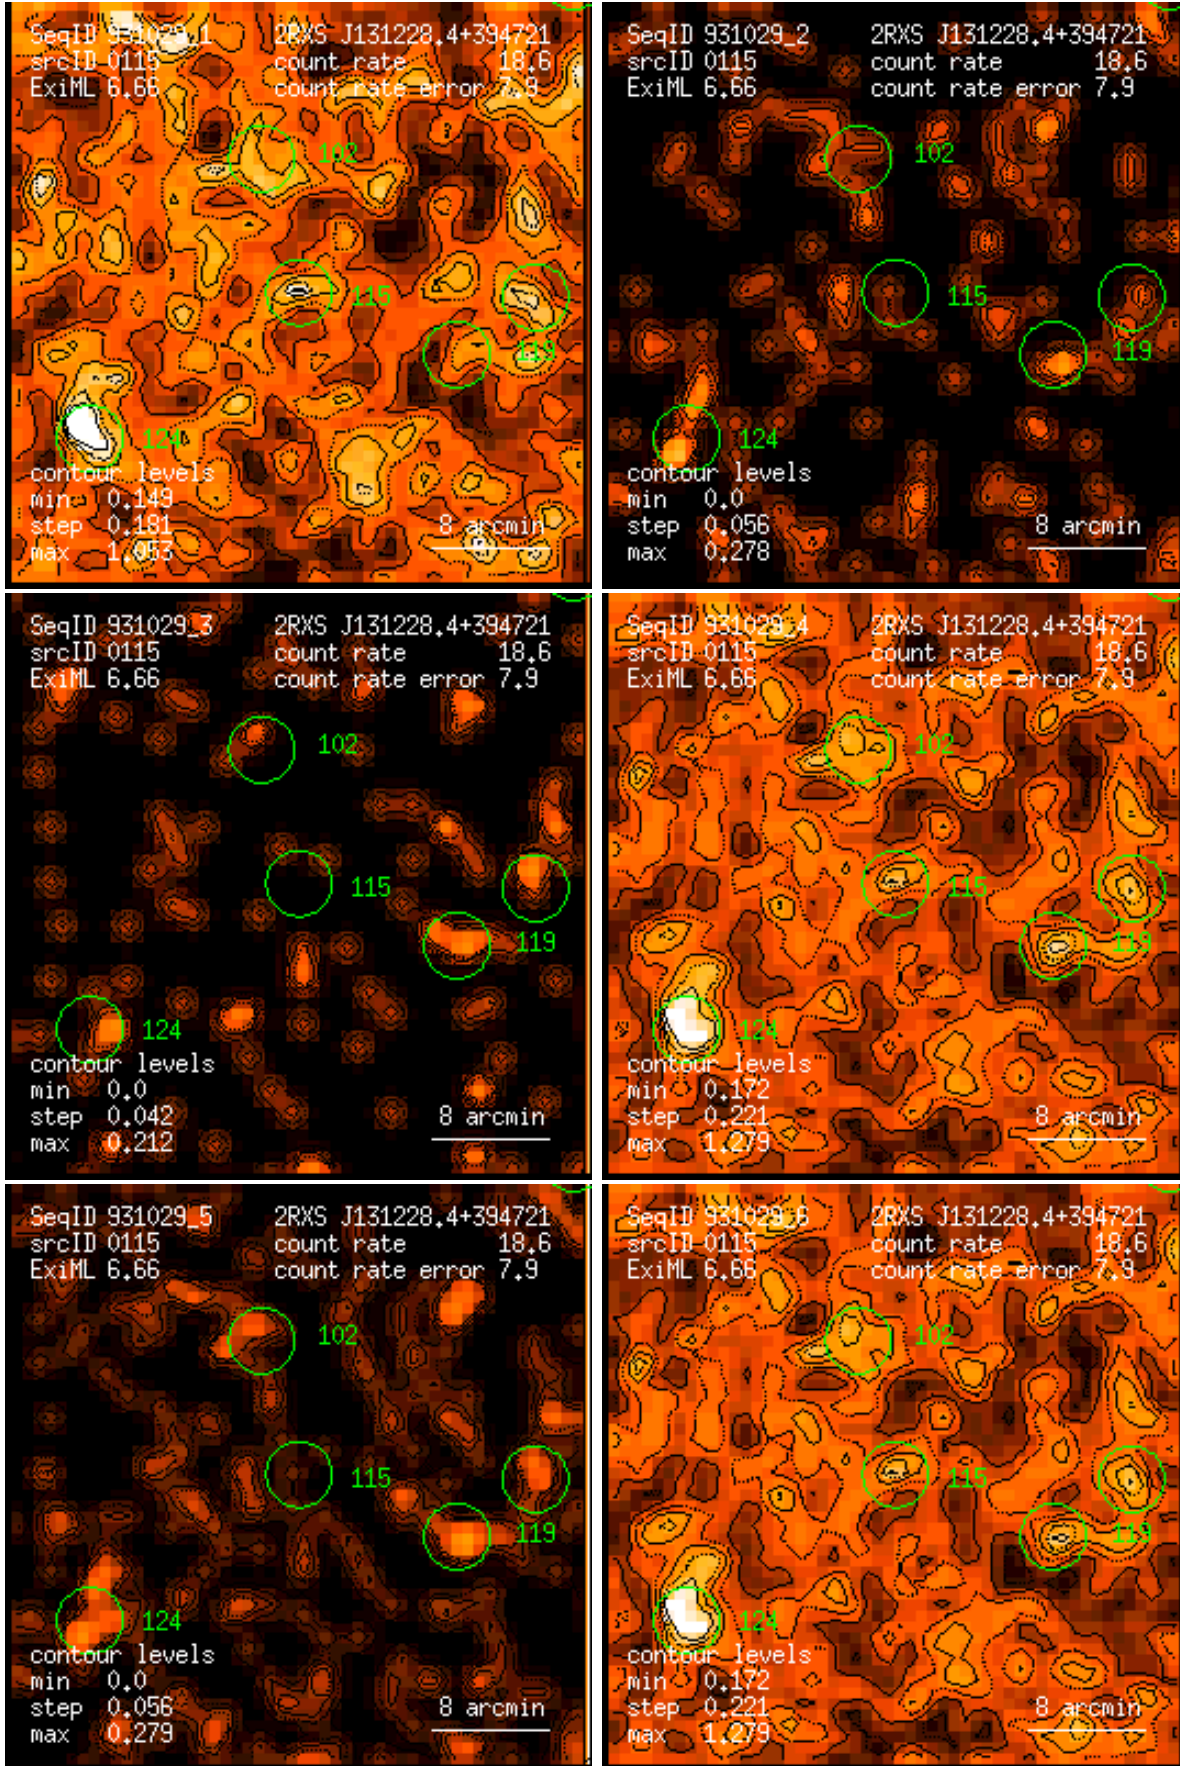 SeqID 931029_1 2RXS J131228.4+394721
srcID 0115 count rate 18.6
ExiML 6.66 count rate error 7.9
102
115
119
124
contour levels
min 0.149
step 0.181
max 1.053
8 arcmin
SeqID 931029_2 2RXS J131228.4+394721
srcID 0115 count rate 18.6
ExiML 6.66 count rate error 7.9
102
115
119
124
contour levels
min 0.0
step 0.056
max 0.278
8 arcmin
SeqID 931029_3 2RXS J131228.4+394721
srcID 0115 count rate 18.6
ExiML 6.66 count rate error 7.9
102
115
119
124
contour levels
min 0.0
step 0.042
max 0.212
8 arcmin
SeqID 931029_4 2RXS J131228.4+394721
srcID 0115 count rate 18.6
ExiML 6.66 count rate error 7.9
102
115
119
124
contour levels
min 0.172
step 0.221
max 1.279
8 arcmin
SeqID 931029_5 2RXS J131228.4+394721
srcID 0115 count rate 18.6
ExiML 6.66 count rate error 7.9
102
115
119
124
contour levels
min 0.0
step 0.056
max 0.279
8 arcmin
SeqID 931029_6 2RXS J131228.4+394721
srcID 0115 count rate 18.6
ExiML 6.66 count rate error 7.9
102
115
119
124
contour levels
min 0.172
step 0.221
max 1.279
8 arcmin